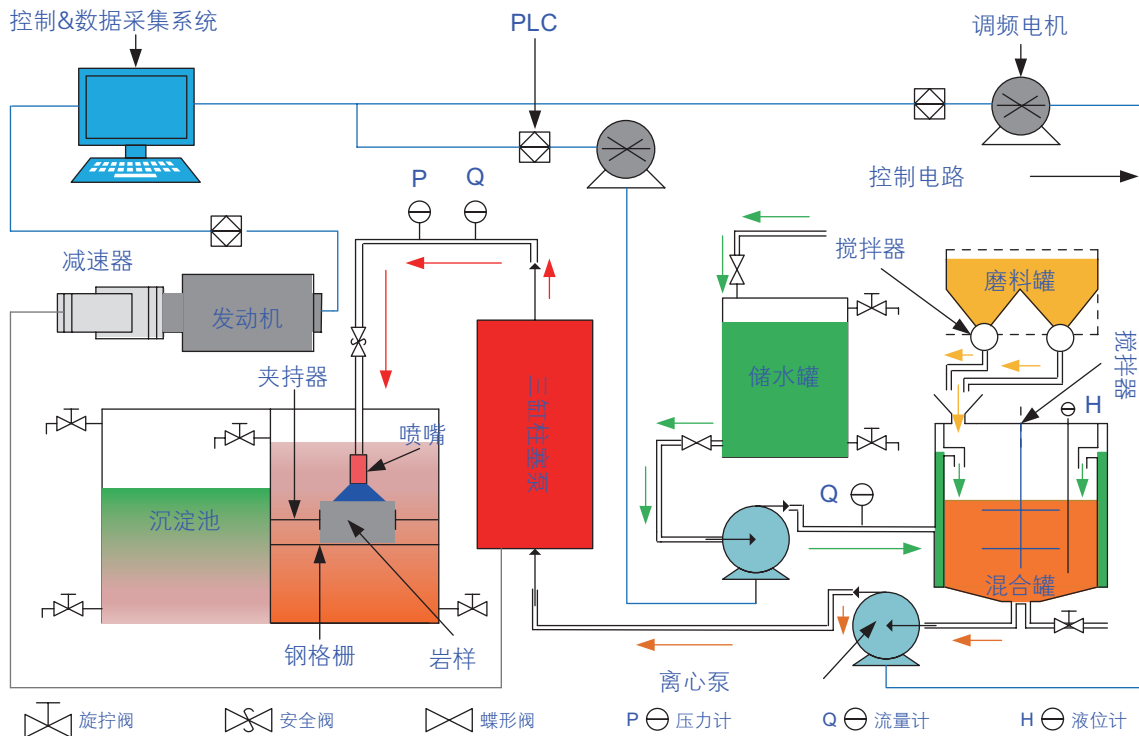 控制&数据采集系统
PLC
调频电机
控制电路
P
Q
减速器
发动机
搅拌器
磨料罐
搅拌器
储水罐
三缸柱塞泵
夹持器
喷嘴
H
沉淀池
Q
混合罐
钢格栅
岩样
离心泵
旋拧阀
安全阀
蝶形阀
P 压力计
Q 流量计
H 液位计